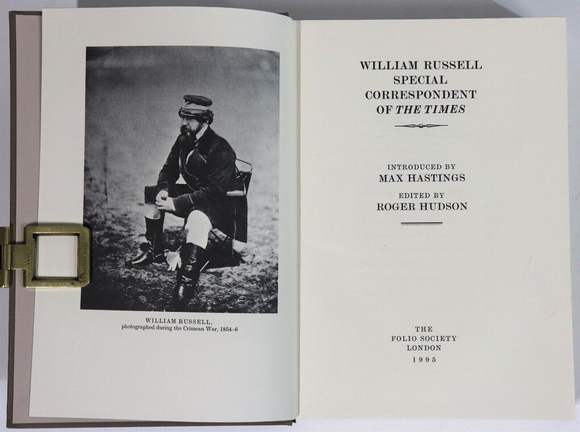 WILLIAM RUSSELL,
photographed during the Crimean War, 1854–6
WILLIAM RUSSELL
SPECIAL
CORRESPONDENT
OF THE TIMES
INTRODUCED BY
MAX HASTINGS
EDITED BY
ROGER HUDSON
THE
FOLIO SOCIETY
LONDON
1995